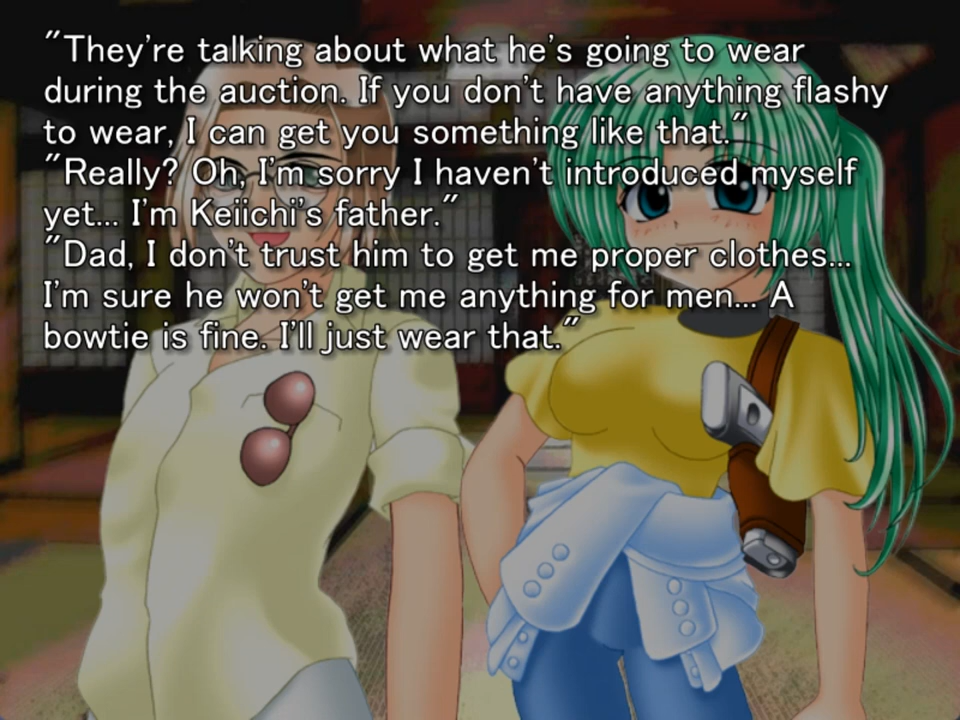 "They're talking about what he's going to wear
during the auction. If you don't have anything flashy
to wear, I can get you something like that."
"Really? Oh, I'm sorry I haven't introduced myself
yet... I'm Keiichi's father."
"Dad, I don't trust him to get me proper clothes...
I'm sure he won't get me anything for men... A
bowtie is fine. I'll just wear that."